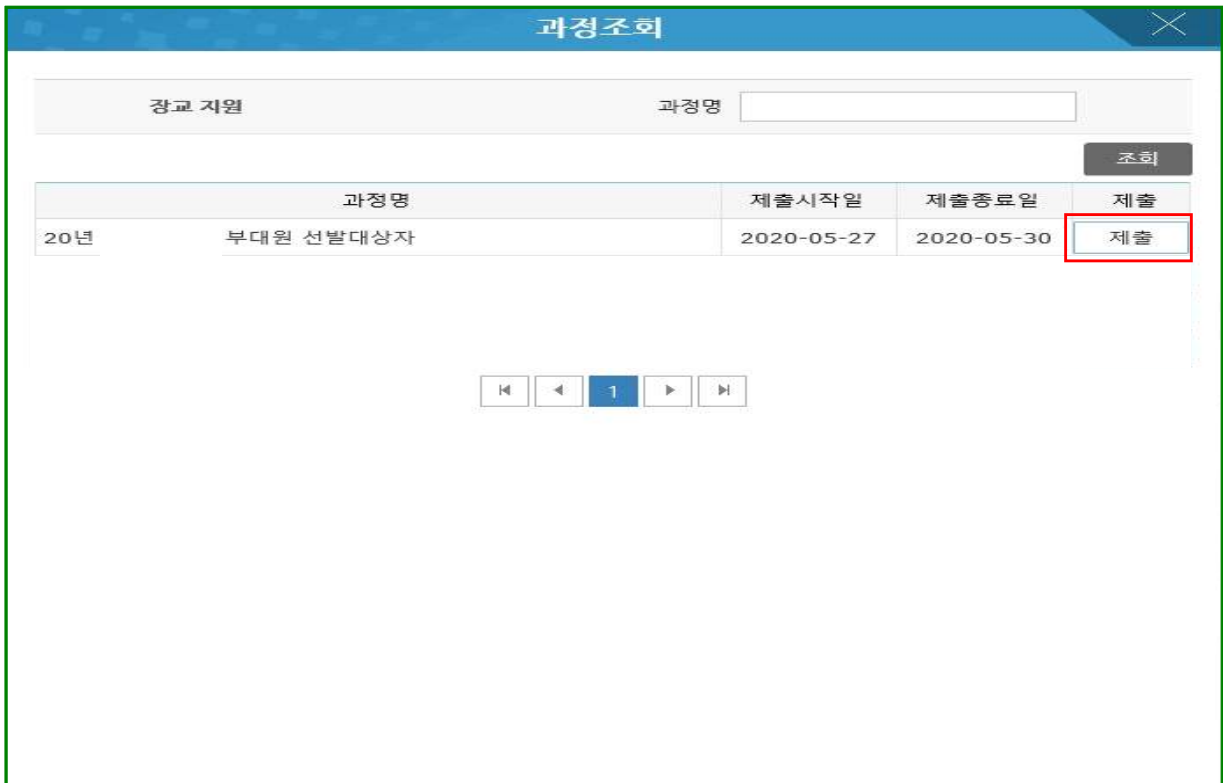 과정조회
장교 지원 과정명
조회
과정명 제출시작일 제출종료일 제출
20년 부대원 선발대상자 2020-05-27 2020-05-30 제출
1